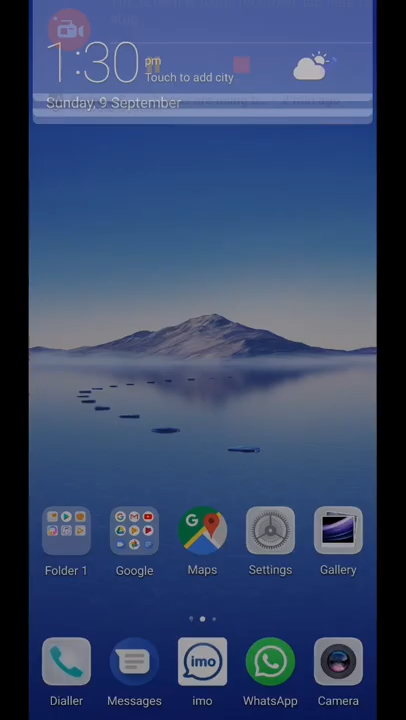 1:30 pm
Touch to add city
Sunday, 9 September
Folder 1
Google
Maps
Settings
Gallery
imo
Dialler
Messages
imo
WhatsApp
Camera